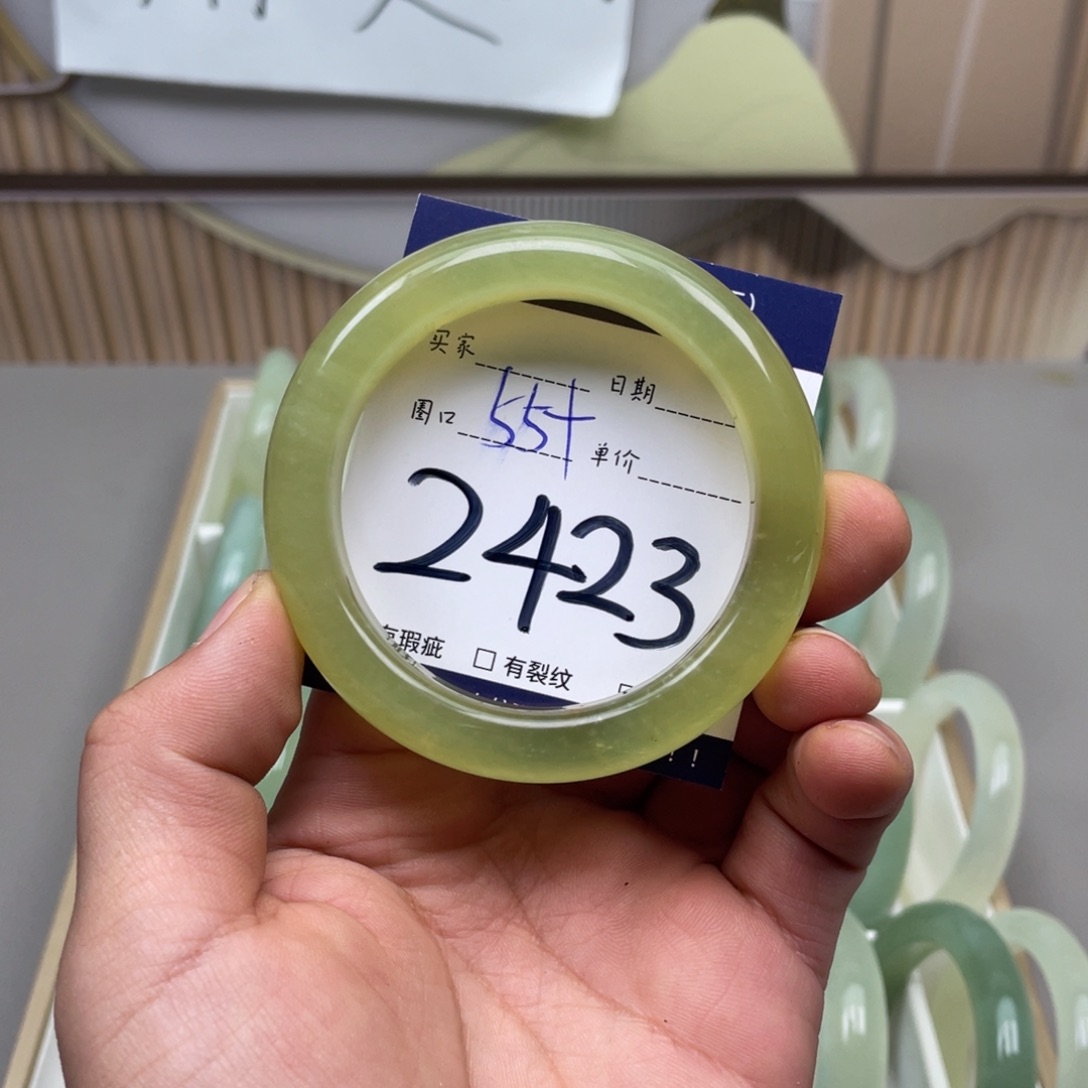 买家 日期
圈口 55+ 单价
2423
瑕疵 □ 有裂纹
!!